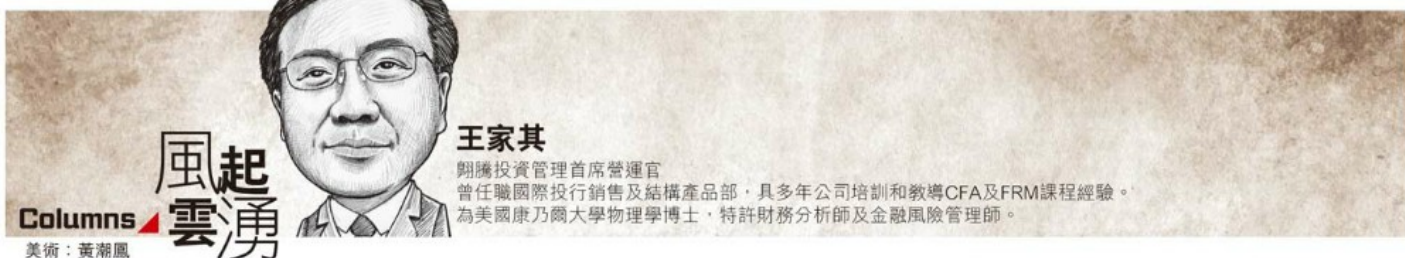 風起
雲湧
Columns
美術：黃潮鳳
王家其
翺騰投資管理首席營運官
曾任職國際投行銷售及結構產品部，具多年公司培訓和教導CFA及FRM課程經驗。
為美國康乃爾大學物理學博士，特許財務分析師及金融風險管理師。